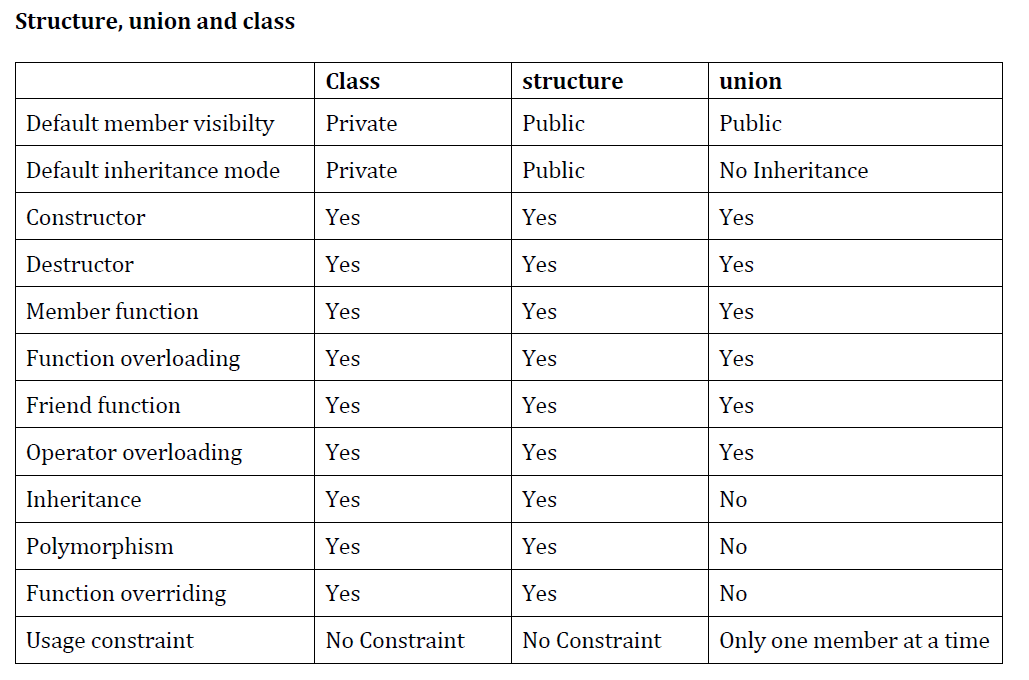 Structure, union and class
Class structure union
Default member visibilty Private Public Public
Default inheritance mode Private Public No Inheritance
Constructor Yes Yes Yes
Destructor Yes Yes Yes
Member function Yes Yes Yes
Function overloading Yes Yes Yes
Friend function Yes Yes Yes
Operator overloading Yes Yes Yes
Inheritance Yes Yes No
Polymorphism Yes Yes No
Function overriding Yes Yes No
Usage constraint No Constraint No Constraint Only one member at a time